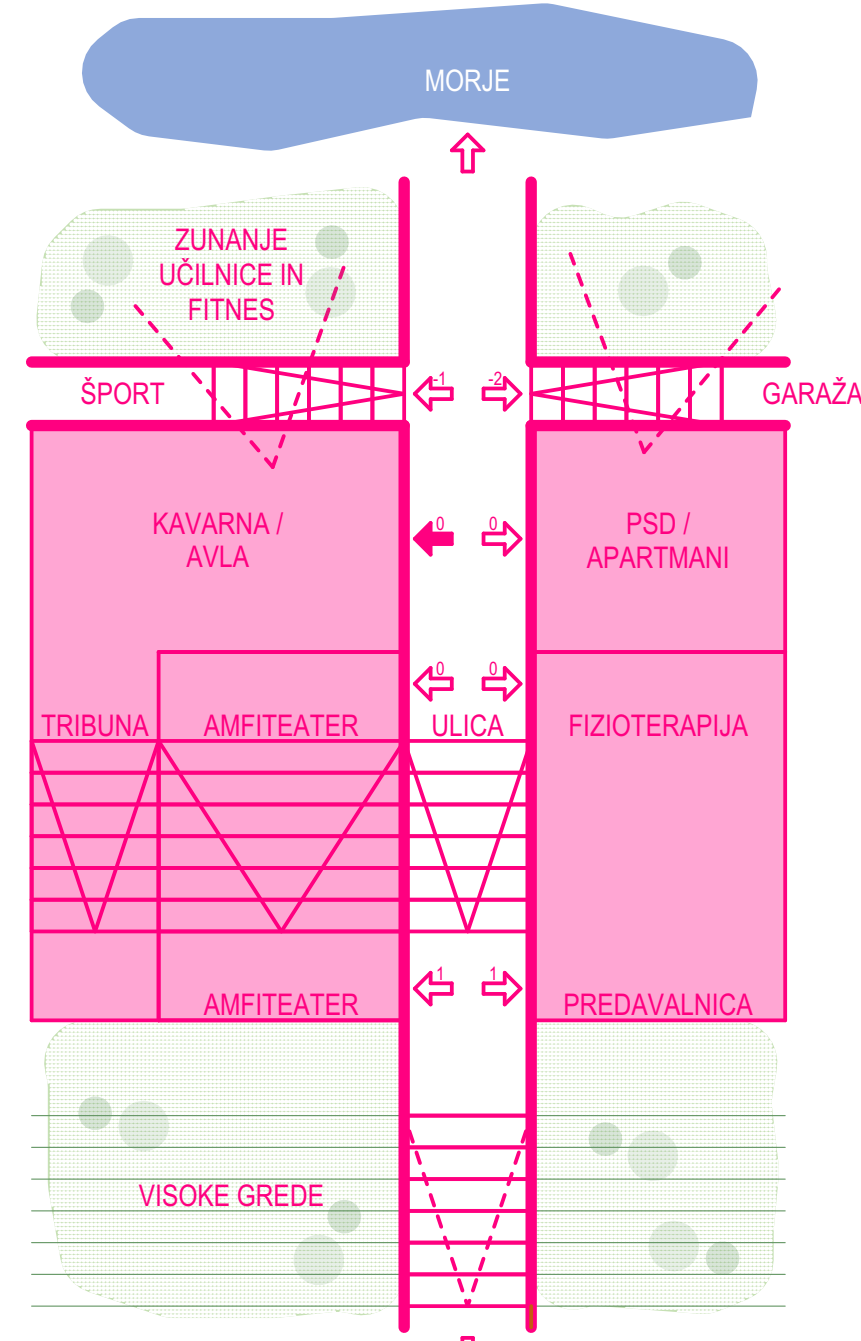 MORJE
ZUNANJE
UČILNICE IN
FITNES
ŠPORT
-1
-2
GARAŽA
KAVARNA /
AVLA
0
0
PSD /
APARTMANI
0
0
TRIBUNA
AMFITEATER
ULICA
FIZIOTERAPIJA
1
1
AMFITEATER
PREDAVALNICA
VISOKE GREDE